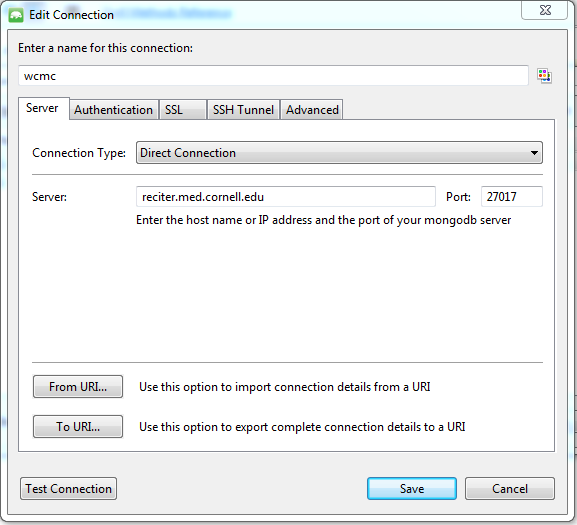 Edit Connection
Enter a name for this connection:
wcmc
Server Authentication SSL SSH Tunnel Advanced
Connection Type: Direct Connection
Server: reciter.med.cornell.edu Port: 27017
Enter the host name or IP address and the port of your mongodb server
From URI... Use this option to import connection details from a URI
To URI... Use this option to export complete connection details to a URI
Test Connection Save Cancel